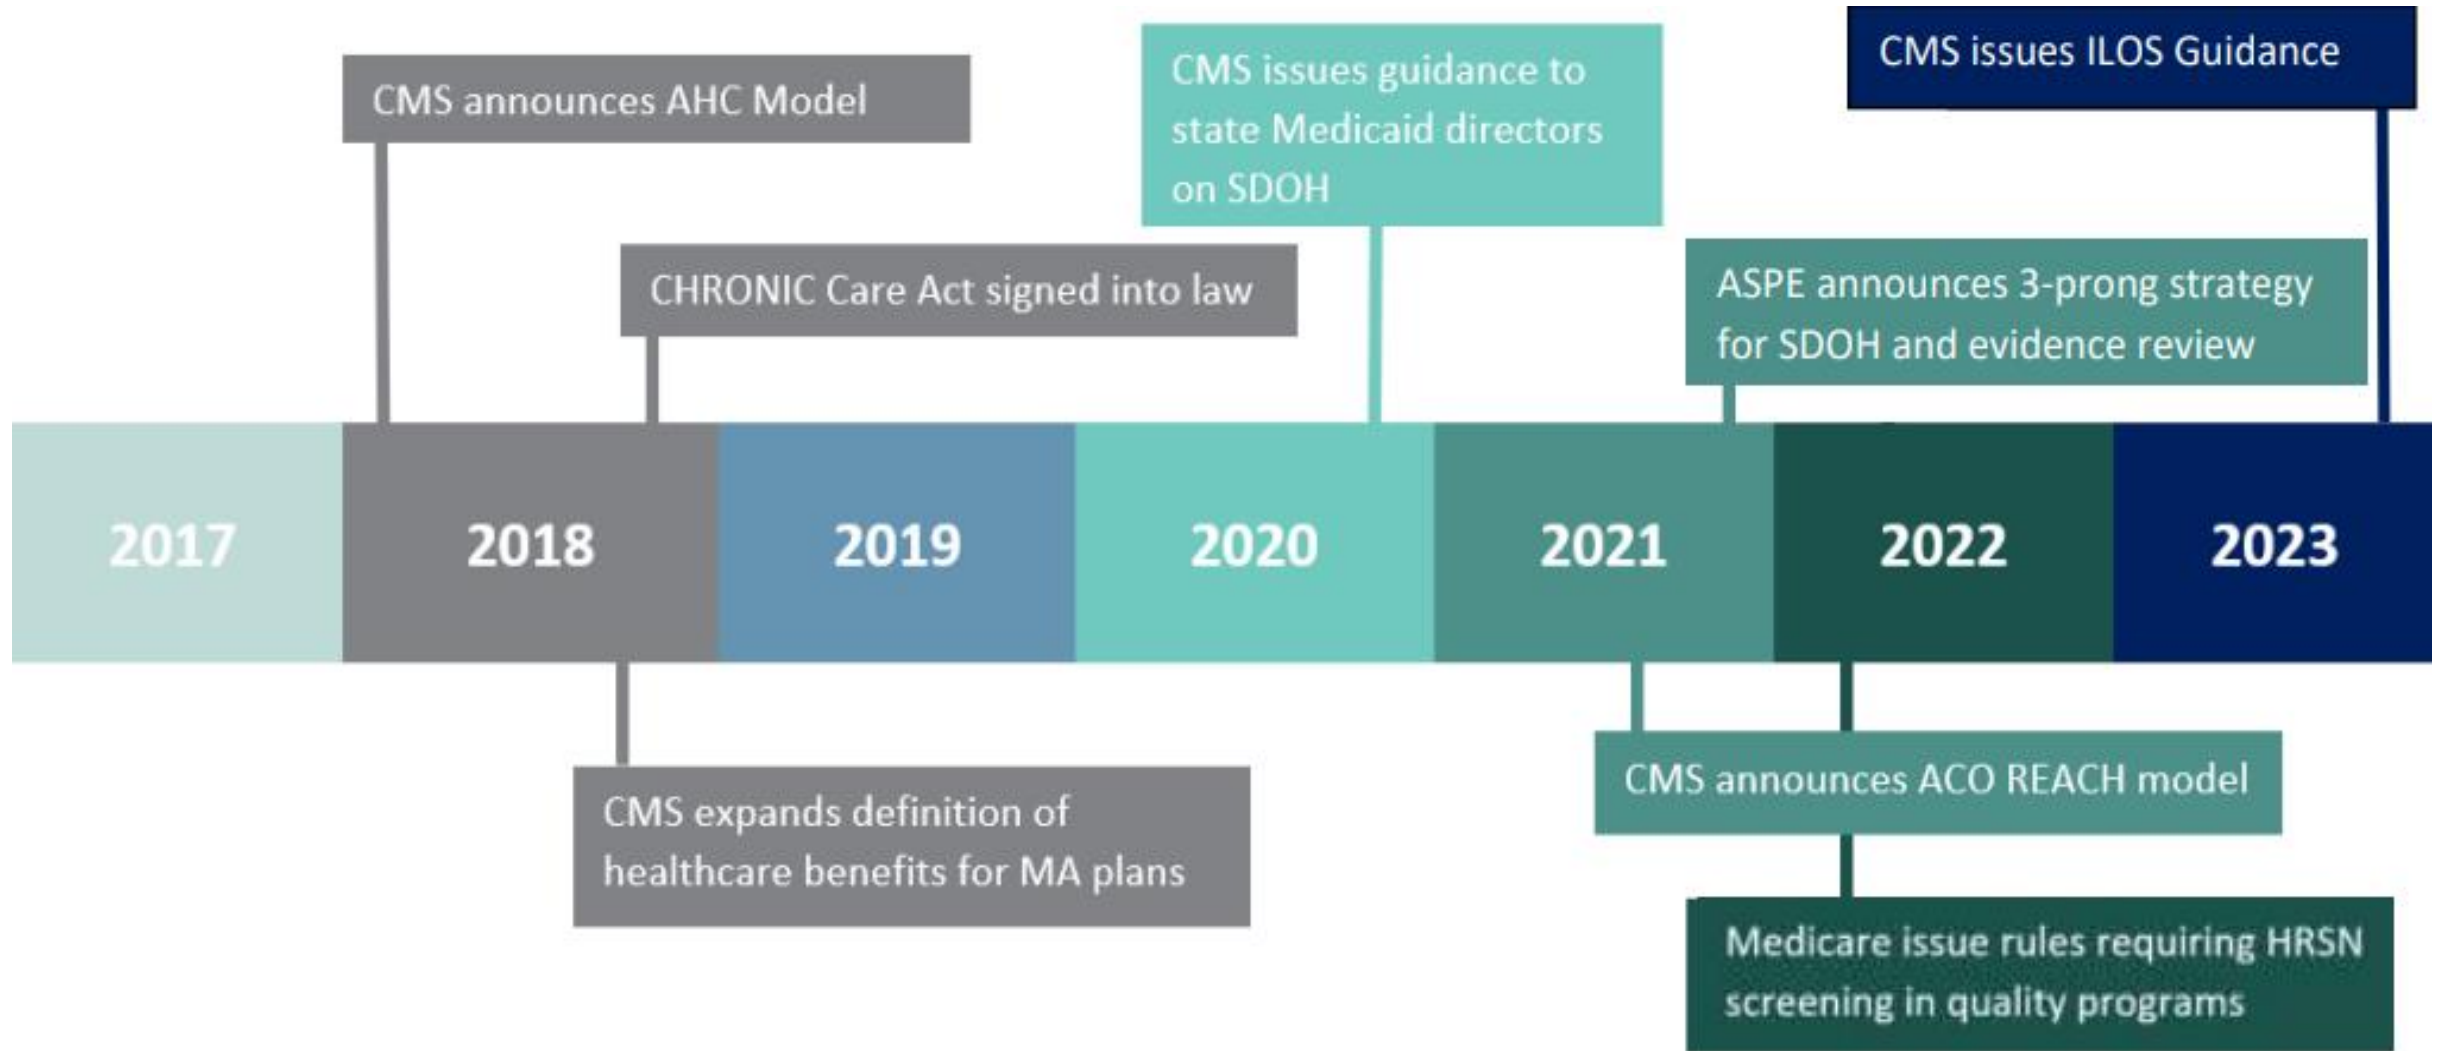 CMS issues ILOS Guidance
CMS announces AHC Model
CMS issues guidance to
state Medicaid directors
on SDOH
CHRONIC Care Act signed into law
ASPE announces 3-prong strategy
for SDOH and evidence review
2017
2018
2019
2020
2021
2022
2023
CMS expands definition of
healthcare benefits for MA plans
CMS announces ACO REACH model
Medicare issue rules requiring HRSN
screening in quality programs